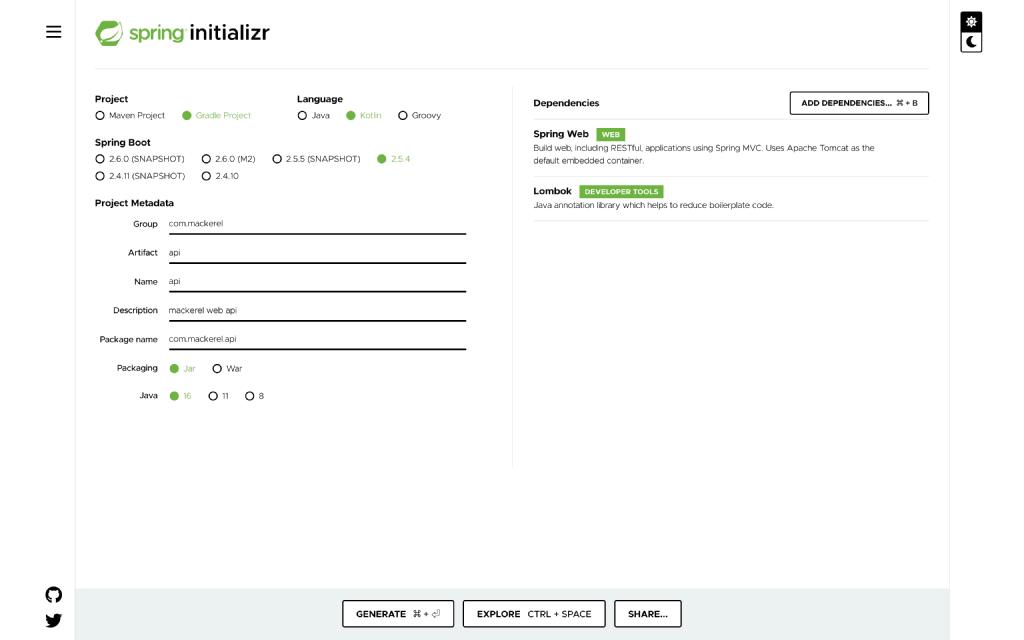 spring initializr
Project
Maven Project Gradle Project
Language
Java Kotlin Groovy
Spring Boot
2.6.0 (SNAPSHOT) 2.6.0 (M2) 2.5.5 (SNAPSHOT) 2.5.4
2.4.11 (SNAPSHOT) 2.4.10
Project Metadata
Group com.mackerel
Artifact api
Name api
Description mackerel web api
Package name com.mackerel.api
Packaging Jar War
Java 16 11 8
Dependencies ADD DEPENDENCIES... ⌘ + B
Spring Web WEB
Build web, including RESTful, applications using Spring MVC. Uses Apache Tomcat as the
default embedded container.
Lombok DEVELOPER TOOLS
Java annotation library which helps to reduce boilerplate code.
GENERATE ⌘ + ⏎ EXPLORE CTRL + SPACE SHARE...